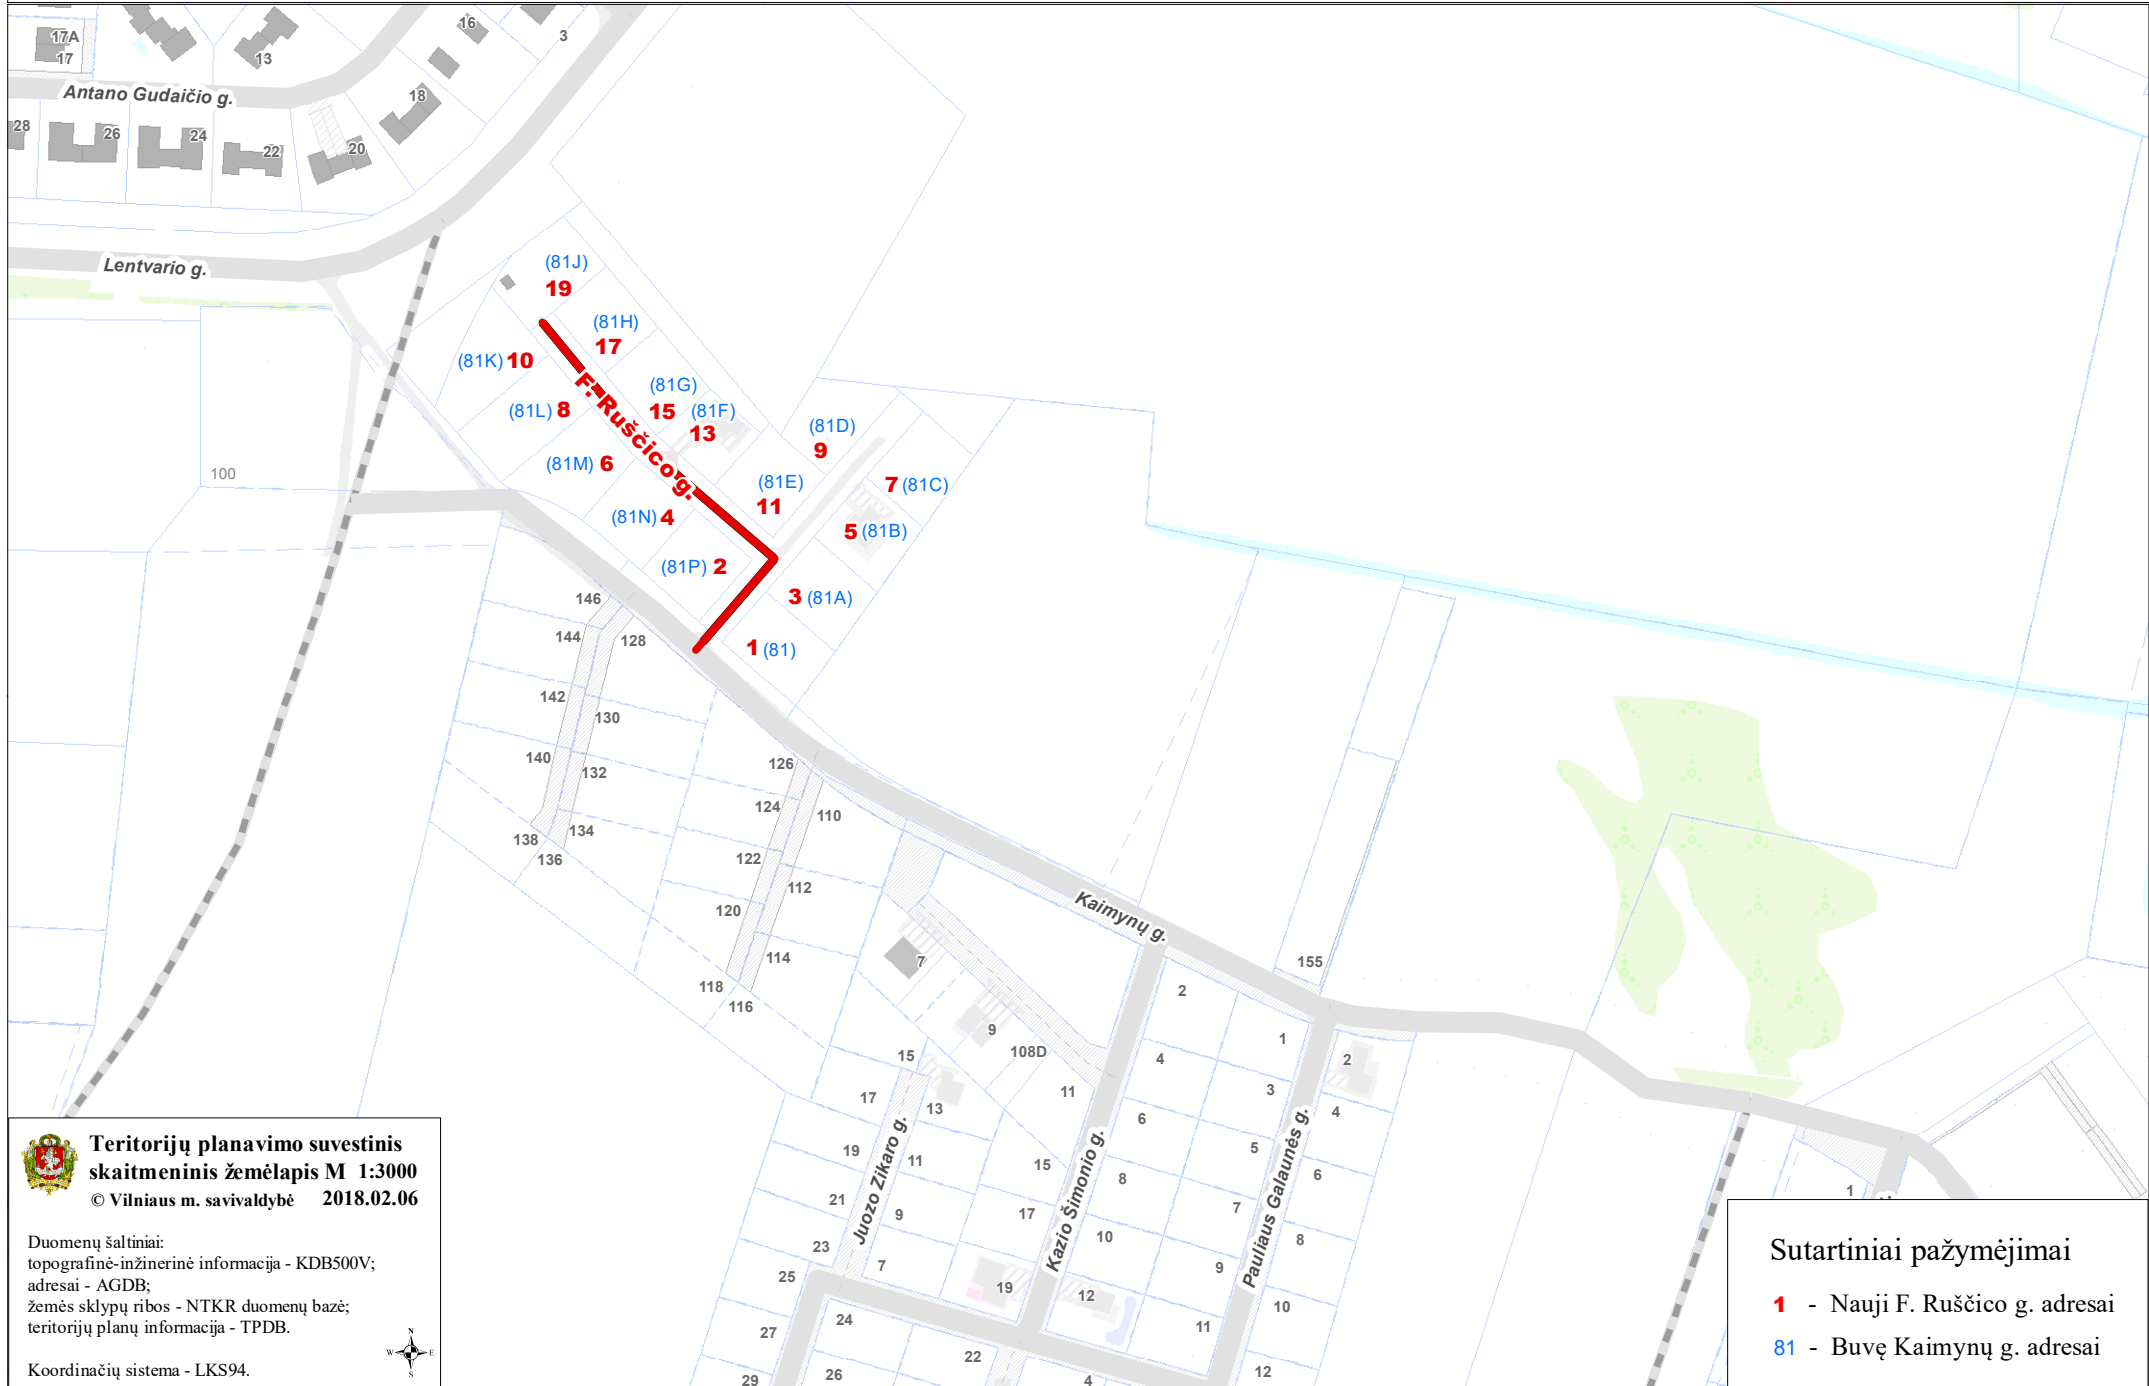 17A
17
13
16
3
Antano Gudaičio g.
18
28
26
24
22
20
Lentvario g.
(81J)
19
(81H)
17
(81K) 10
(81G)
15
(81L) 8
(81F)
13
F. Ruščico g.
(81D)
9
(81M) 6
100
(81E)
11
7 (81C)
(81N) 4
5 (81B)
(81P) 2
3 (81A)
146
144
128
1 (81)
142
130
140
132
126
124
110
138
134
136
122
112
120
114
118
116
Kaimynų g.
7
155
2
9
108D
1
15
4
2
17
13
11
3
6
4
19
11
15
5
8
6
21
9
17
7
Juozo Zikaro g.
Kazio Šimonio g.
Pauliaus Galaunės g.
23
7
10
8
25
9
19
12
10
24
11
27
22
12
29
26
4
1
Teritorijų planavimo suvestinis
skaitmeninis žemėlapis M 1:3000
© Vilniaus m. savivaldybė 2018.02.06
Duomenų šaltiniai:
topografinė-inžinerinė informacija - KDB500V;
adresai - AGDB;
žemės sklypų ribos - NTKR duomenų bazė;
teritorijų planų informacija - TPDB.
Koordinačių sistema - LKS94.
N
W E
S
Sutartiniai pažymėjimai
1 - Nauji F. Ruščico g. adresai
81 - Buvę Kaimynų g. adresai